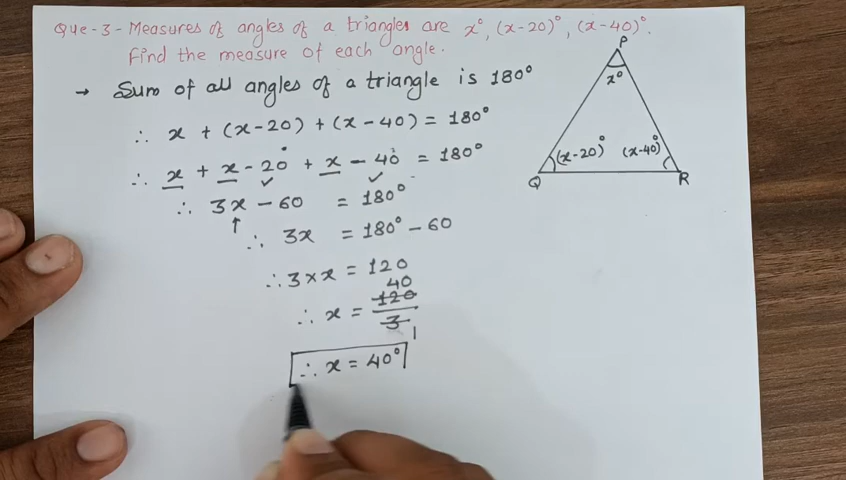 Que-3- Measures of angles of a triangles are x°, (x-20)°, (x-40)°.
Find the measure of each angle.
→ Sum of all angles of a triangle is 180°
∴ x + (x-20) + (x-40) = 180°
∴ x + x - 20° + x - 40° = 180°
∴ 3x - 60 = 180°
∴ 3x = 180° - 60
∴ 3×x = 120
40
∴ x = 120/3
1
∴ x = 40°
P
x°
(x-20)° (x-40)°
Q R